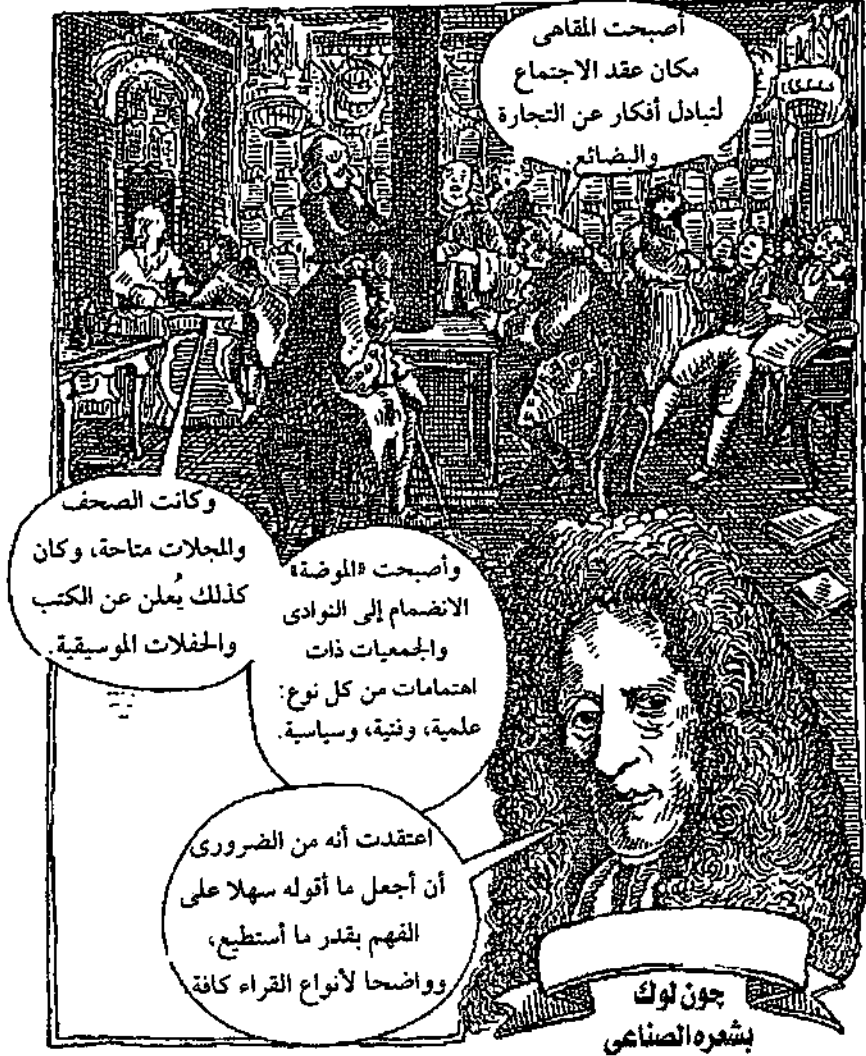 أصبحت المقاهى
مكان عقد الاجتماع
لتبادل أفكار عن التجارة
والبضائع.
وكانت الصحف
والمجلات متاحة، وكان
كذلك يُعلن عن الكتب
والحفلات الموسيقية.
وأصبحت «الموضة»
الانضمام إلى النوادى
والجمعيات ذات
اهتمامات من كل نوع:
علمية، وفنية، وسياسية.
اعتقدت أنه من الضرورى
أن أجعل ما أقوله سهلا على
الفهم بقدر ما أستطيع،
وواضحا لأنواع القراء كافة
چون لوك
بشعره الصناعى